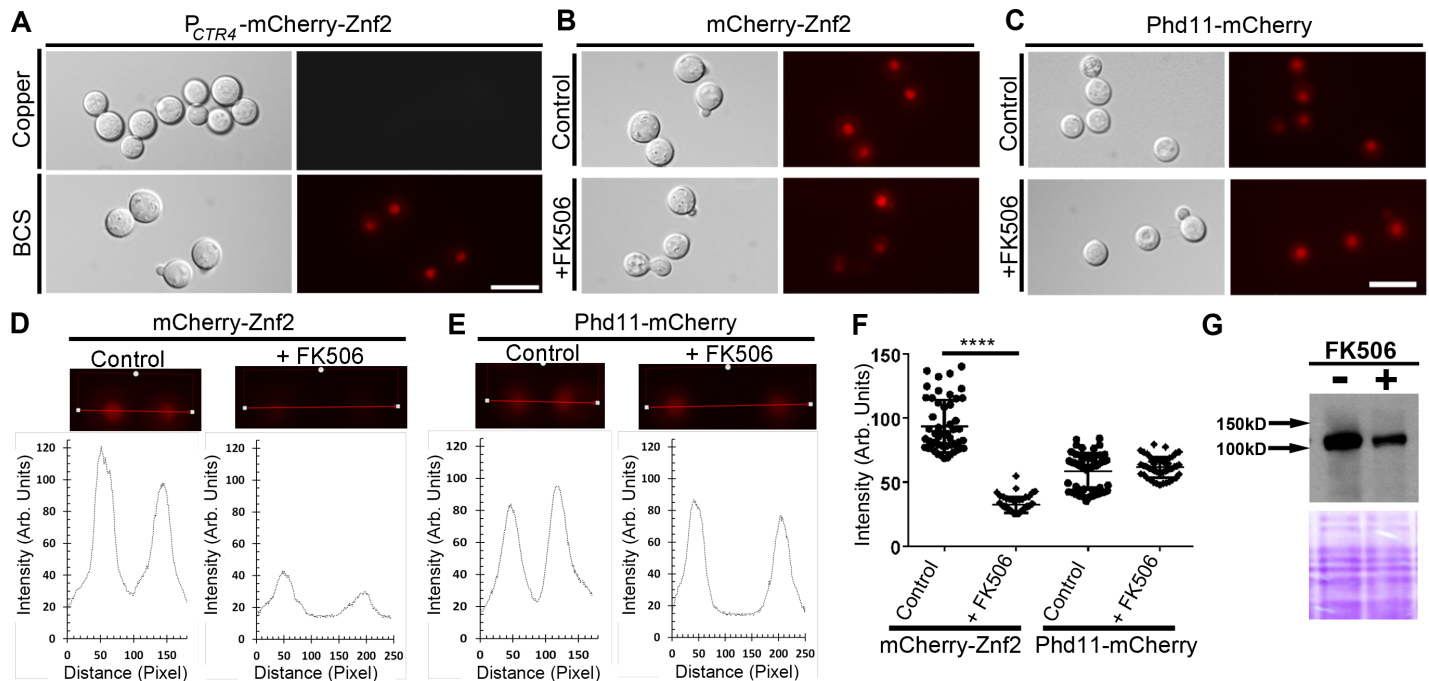 A
P_CTR4-mCherry-Znf2
Copper
BCS
B
mCherry-Znf2
Control
+FK506
C
Phd11-mCherry
Control
+FK506
D
mCherry-Znf2
Control
+ FK506
Intensity (Arb. Units)
120
100
80
60
40
20
0
0 50 100 150
Distance (Pixel)
Intensity (Arb. Units)
120
100
80
60
40
20
0
0 50 100 150 200 250
Distance (Pixel)
E
Phd11-mCherry
Control
+ FK506
Intensity (Arb. Units)
120
100
80
60
40
20
0
0 50 100 150
Distance (Pixel)
Intensity (Arb. Units)
120
100
80
60
40
20
0
0 50 100 150 200 250
Distance (Pixel)
F
Intensity (Arb. Units)
150
100
50
0
****
Control
+ FK506
Control
+ FK506
mCherry-Znf2
Phd11-mCherry
G
FK506
- +
150kD
100kD